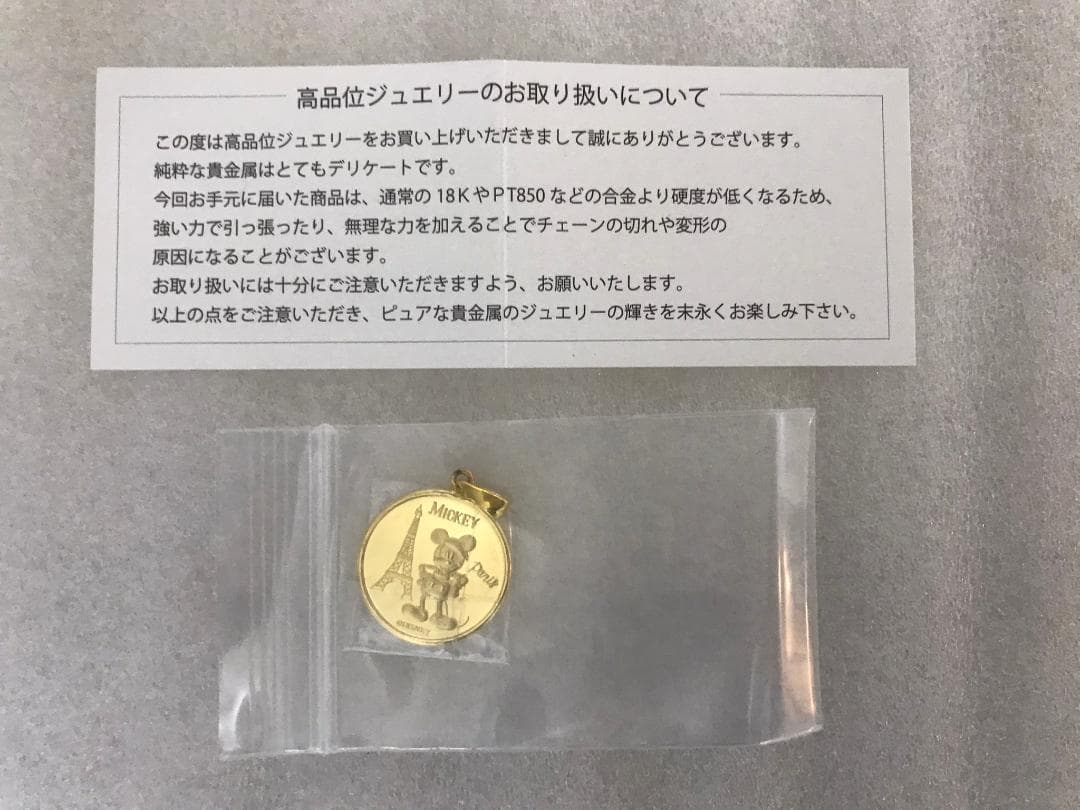 高品位ジュエリーのお取り扱いについて
この度は高品位ジュエリーをお買い上げいただきまして誠にありがとうございます。
純粋な貴金属はとてもデリケートです。
今回お手元に届いた商品は、通常の18KやPT850などの合金より硬度が低くなるため、
強い力で引っ張ったり、無理な力を加えることでチェーンの切れや変形の
原因になることがございます。
お取り扱いには十分にご注意いただきますよう、お願いいたします。
以上の点をご注意いただき、ピュアな貴金属のジュエリーの輝きを末永くお楽しみ下さい。
MICKEY
Paris
©DISNEY